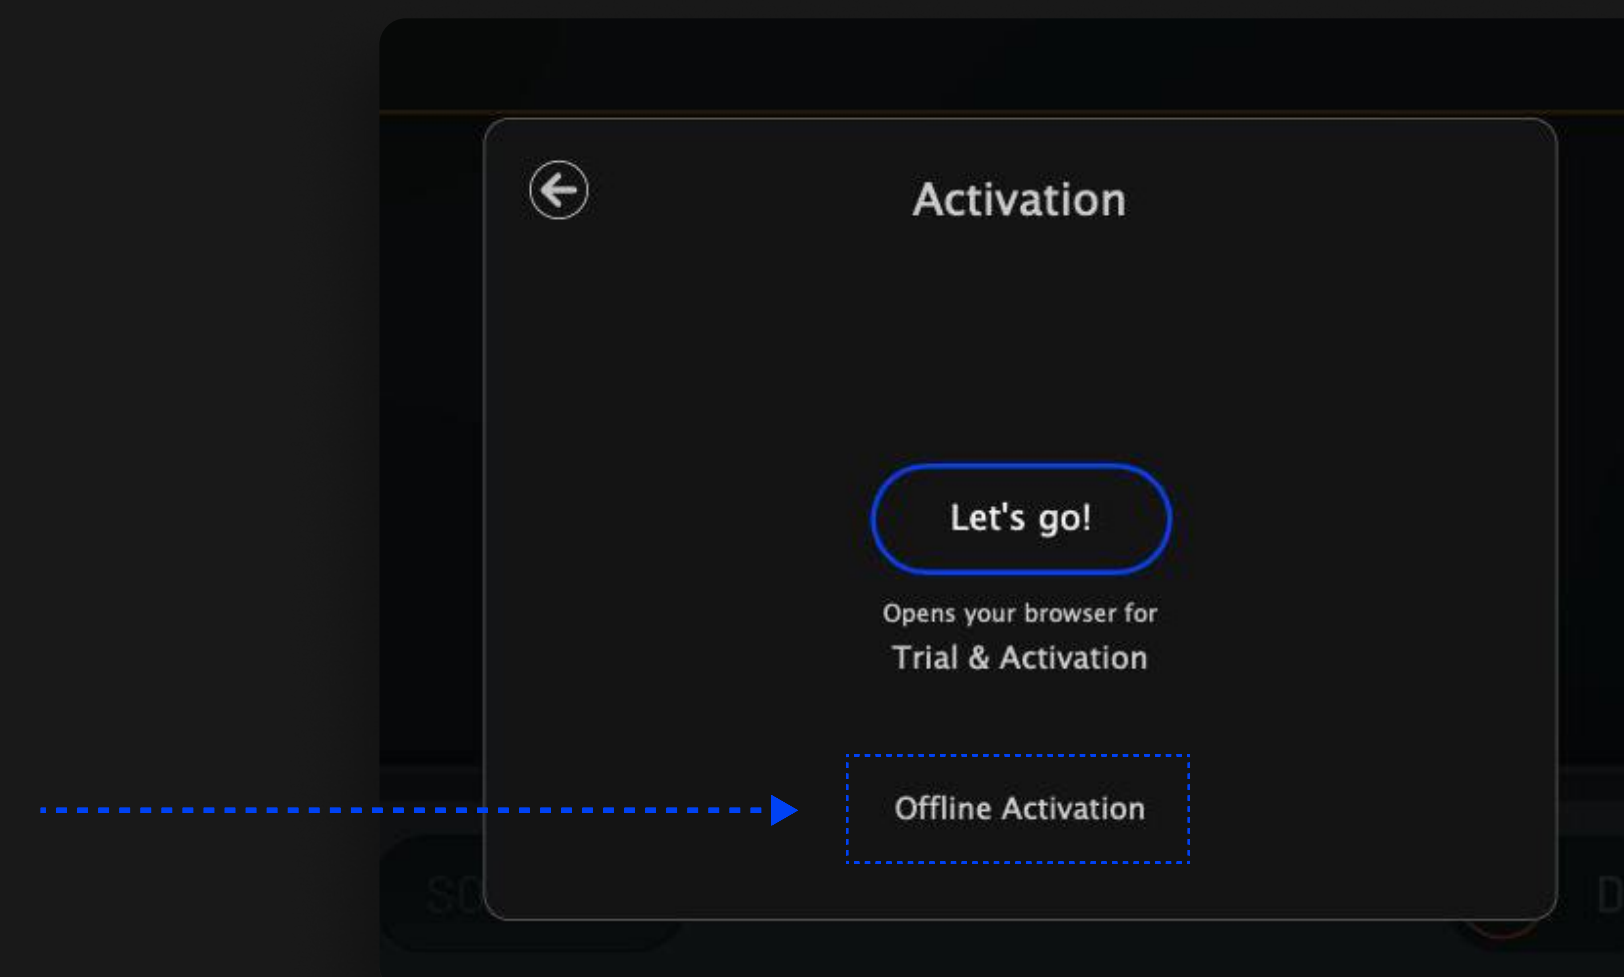 Activation
Let's go!
Opens your browser for
Trial & Activation
Offline Activation